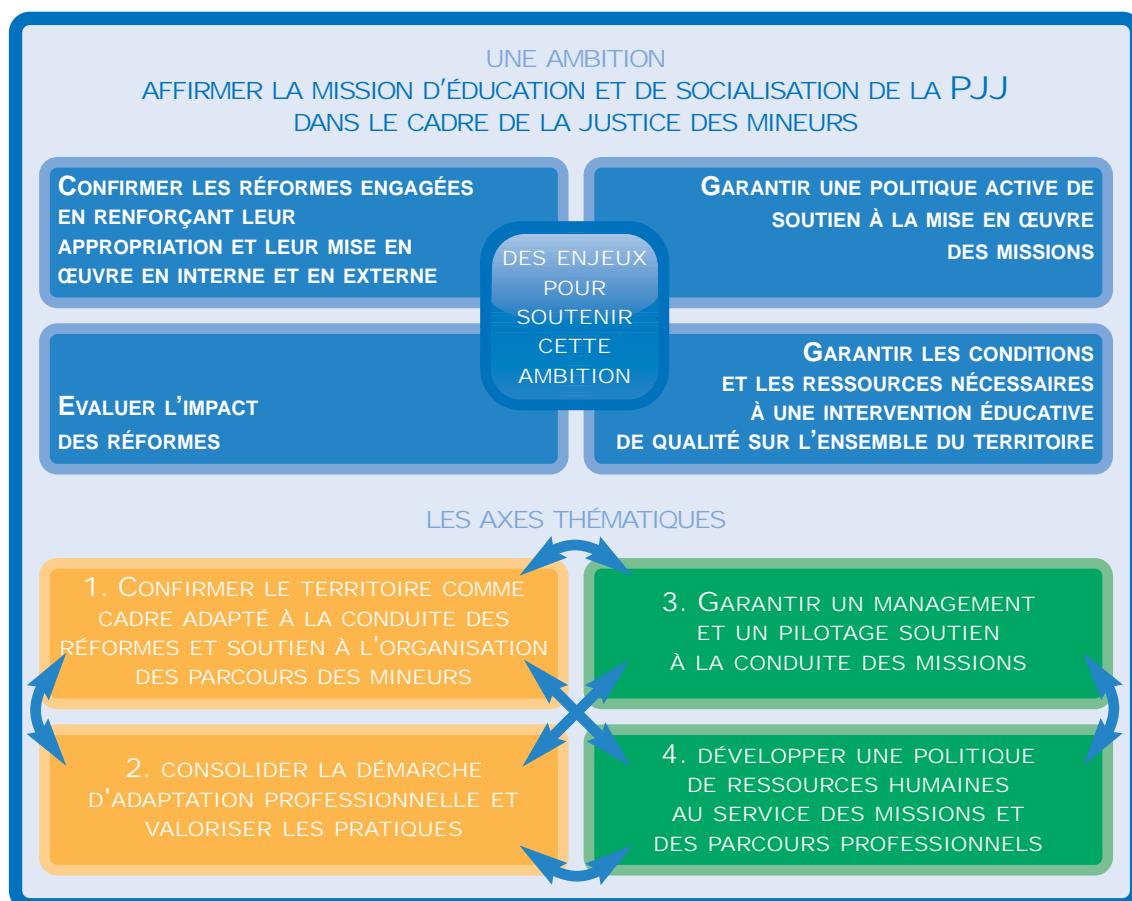 UNE AMBITION
AFFIRMER LA MISSION D'ÉDUCATION ET DE SOCIALISATION DE LA PJJ
DANS LE CADRE DE LA JUSTICE DES MINEURS
CONFIRMER LES RÉFORMES ENGAGÉES
EN RENFORÇANT LEUR
APPROPRIATION ET LEUR MISE EN
ŒUVRE EN INTERNE ET EN EXTERNE
GARANTIR UNE POLITIQUE ACTIVE DE
SOUTIEN À LA MISE EN ŒUVRE
DES MISSIONS
DES ENJEUX
POUR
SOUTENIR
CETTE
AMBITION
EVALUER L'IMPACT
DES RÉFORMES
GARANTIR LES CONDITIONS
ET LES RESSOURCES NÉCESSAIRES
À UNE INTERVENTION ÉDUCATIVE
DE QUALITÉ SUR L'ENSEMBLE DU TERRITOIRE
LES AXES THÉMATIQUES
1. CONFIRMER LE TERRITOIRE COMME
CADRE ADAPTÉ À LA CONDUITE DES
RÉFORMES ET SOUTIEN À L'ORGANISATION
DES PARCOURS DES MINEURS
2. CONSOLIDER LA DÉMARCHE
D'ADAPTATION PROFESSIONNELLE ET
VALORISER LES PRATIQUES
3. GARANTIR UN MANAGEMENT
ET UN PILOTAGE SOUTIEN
À LA CONDUITE DES MISSIONS
4. DÉVELOPPER UNE POLITIQUE
DE RESSOURCES HUMAINES
AU SERVICE DES MISSIONS ET
DES PARCOURS PROFESSIONNELS